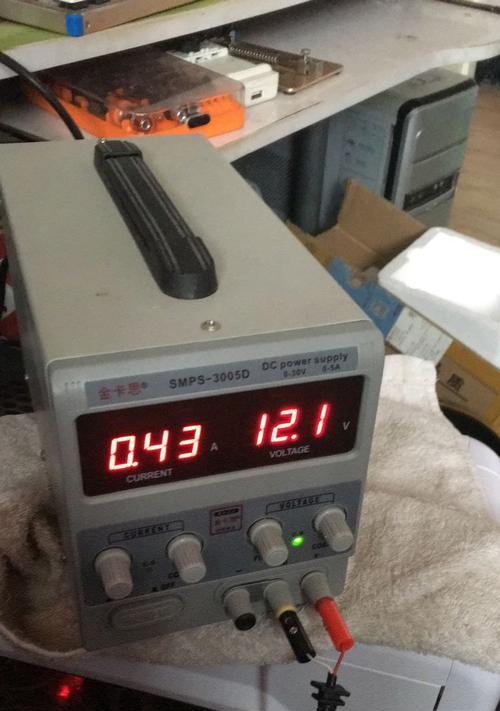 金卡思® SMPS-3005D DC power supply
0-30V 0-5A
0.43 A 12.1 V
CURRENT VOLTAGE
CURRENT VOLTAGE